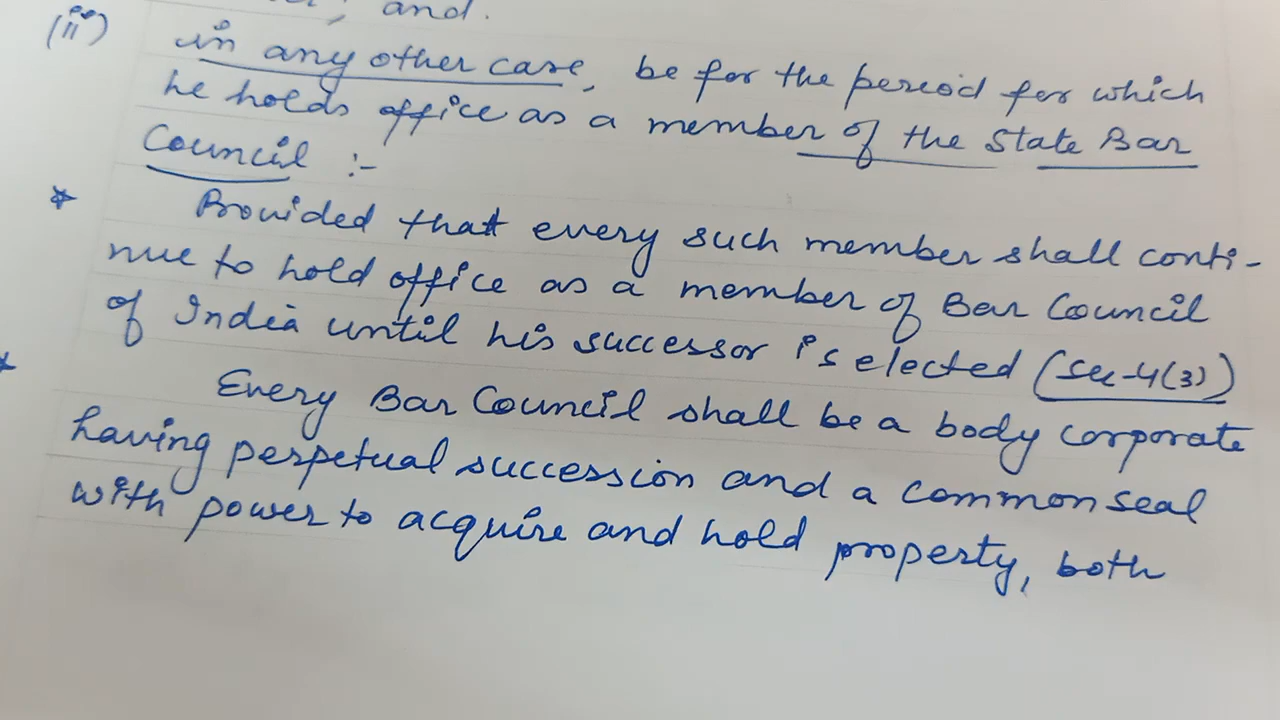 ; and.
(ii) in any other case, be for the period for which
he holds office as a member of the State Bar
Council :-
* Provided that every such member shall conti-
nue to hold office as a member of Bar Council
of India until his successor is elected (Sec-4(3))
* Every Bar Council shall be a body corporate
having perpetual succession and a common seal
with power to acquire and hold property, both